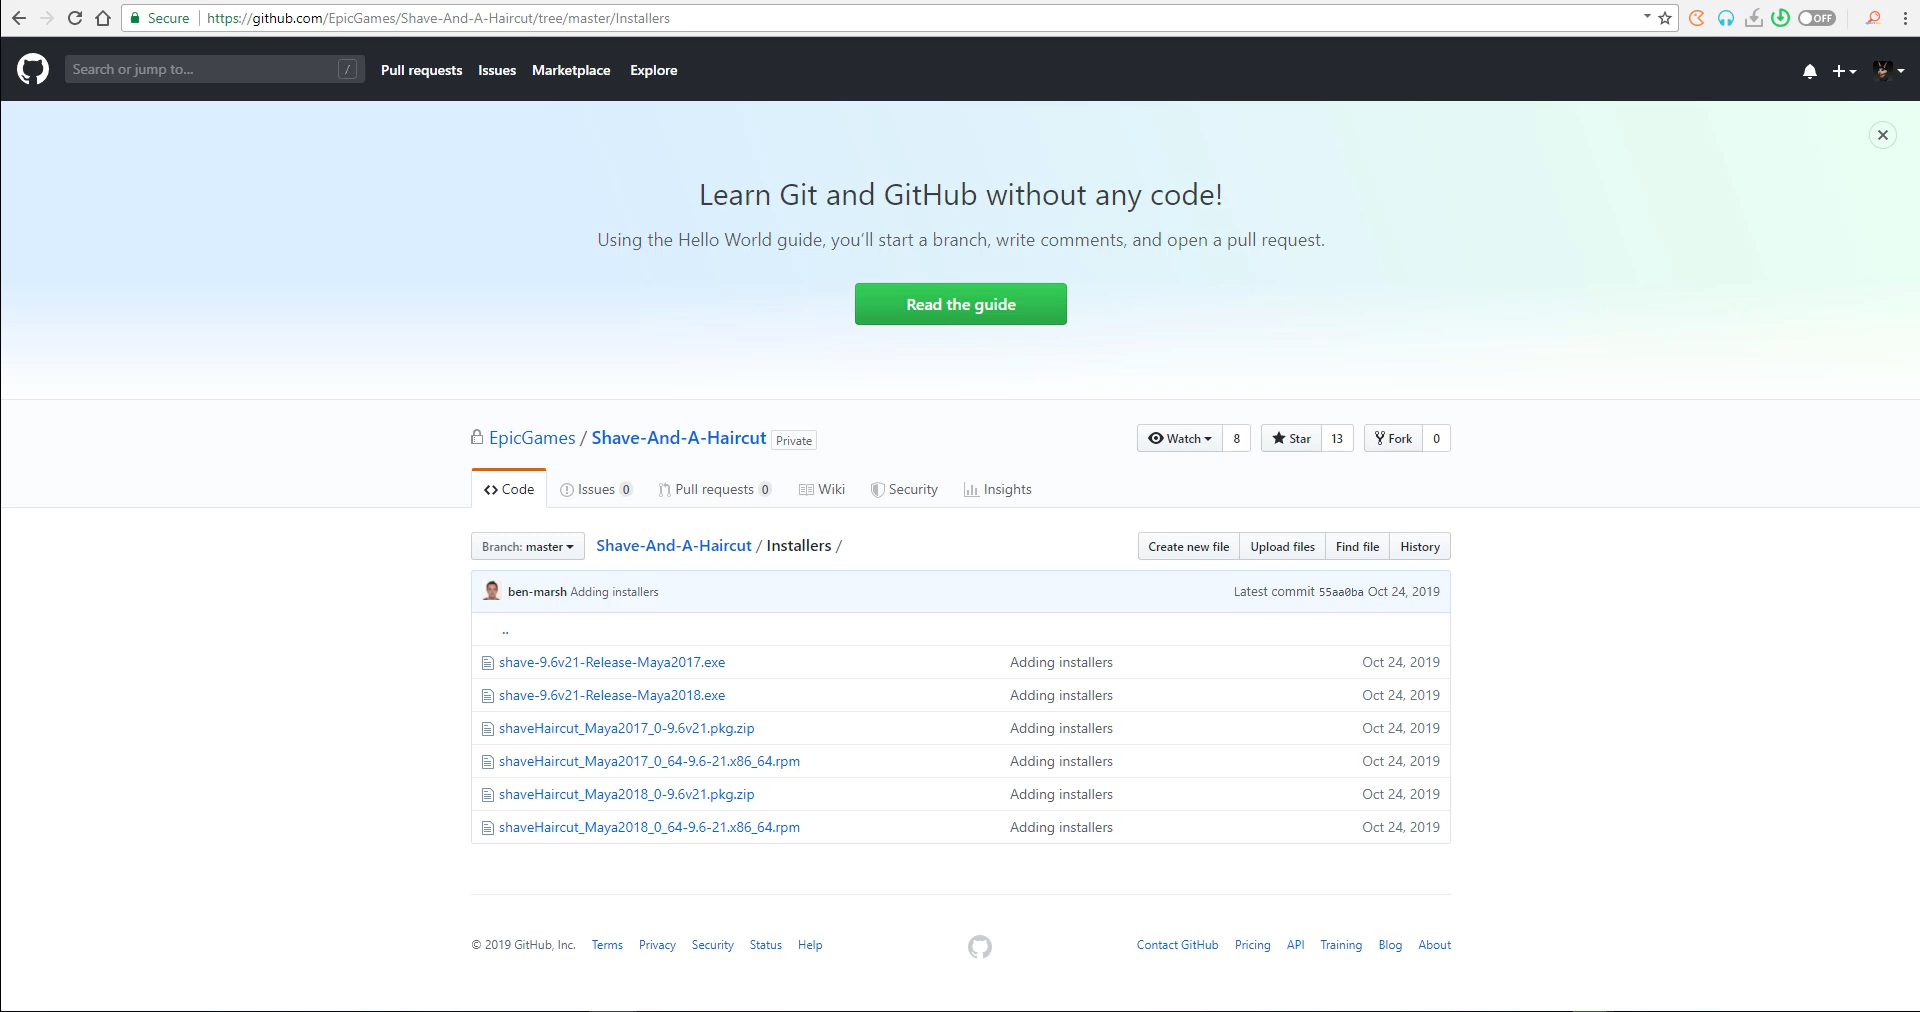 Secure https://github.com/EpicGames/Shave-And-A-Haircut/tree/master/Installers OFF
Search or jump to... / Pull requests Issues Marketplace Explore
Learn Git and GitHub without any code!
Using the Hello World guide, you’ll start a branch, write comments, and open a pull request.
Read the guide
EpicGames / Shave-And-A-Haircut Private Watch 8 Star 13 Fork 0
Code Issues 0 Pull requests 0 Wiki Security Insights
Branch: master Shave-And-A-Haircut / Installers / Create new file Upload files Find file History
ben-marsh Adding installers Latest commit 55aa0ba Oct 24, 2019
..
shave-9.6v21-Release-Maya2017.exe Adding installers Oct 24, 2019
shave-9.6v21-Release-Maya2018.exe Adding installers Oct 24, 2019
shaveHaircut_Maya2017_0-9.6v21.pkg.zip Adding installers Oct 24, 2019
shaveHaircut_Maya2017_0_64-9.6-21.x86_64.rpm Adding installers Oct 24, 2019
shaveHaircut_Maya2018_0-9.6v21.pkg.zip Adding installers Oct 24, 2019
shaveHaircut_Maya2018_0_64-9.6-21.x86_64.rpm Adding installers Oct 24, 2019
© 2019 GitHub, Inc. Terms Privacy Security Status Help Contact GitHub Pricing API Training Blog About